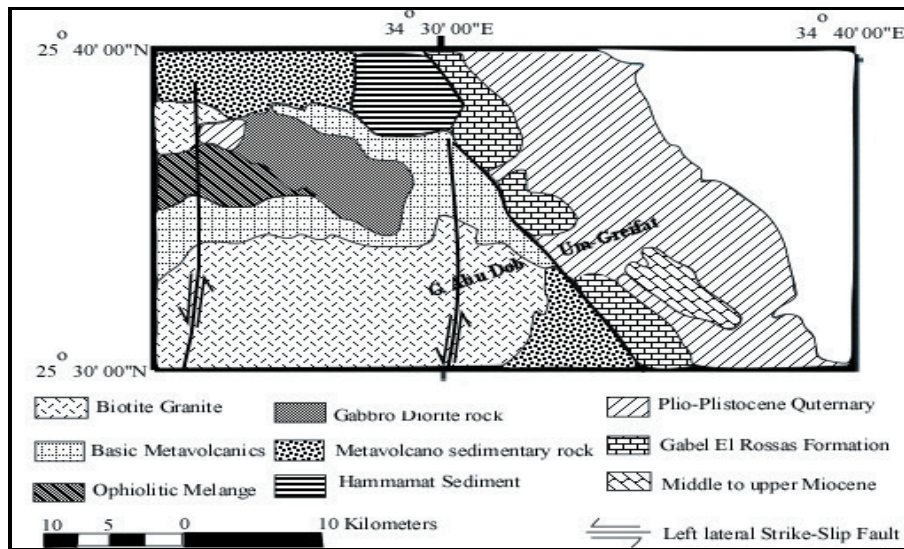 34° 30' 00"E
34° 40' 00"E
25° 40' 00"N
Um-Greifat
G. Abu Dob
25° 30' 00"N
Biotite Granite
Gabbro Diorite rock
Plio-Plistocene Quternary
Basic Metavolcanics
Metavolcano sedimentary rock
Gabel El Rossas Formation
Ophiolitic Melange
Hammamat Sediment
Middle to upper Miocene
10 5 0 10 Kilometers
Left lateral Strike-Slip Fault